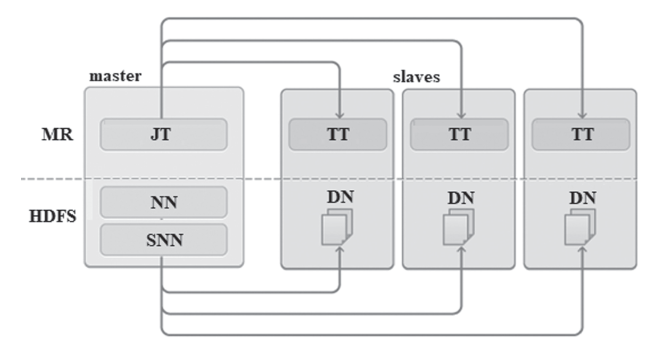 master
slaves
MR
JT
TT
TT
TT
HDFS
NN
SNN
DN
DN
DN